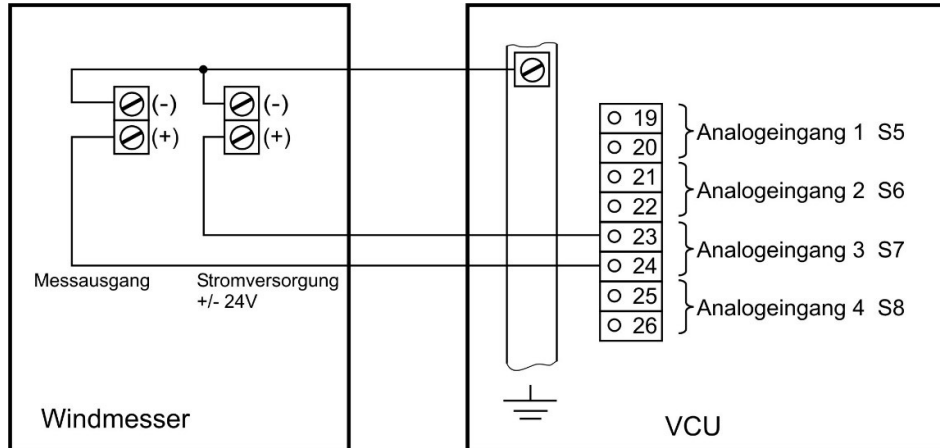 (-)
(-)
(+)
(+)
Messausgang
Stromversorgung
+/- 24V
Windmesser
19
20
Analogeingang 1 S5
21
22
Analogeingang 2 S6
23
24
Analogeingang 3 S7
25
26
Analogeingang 4 S8
VCU